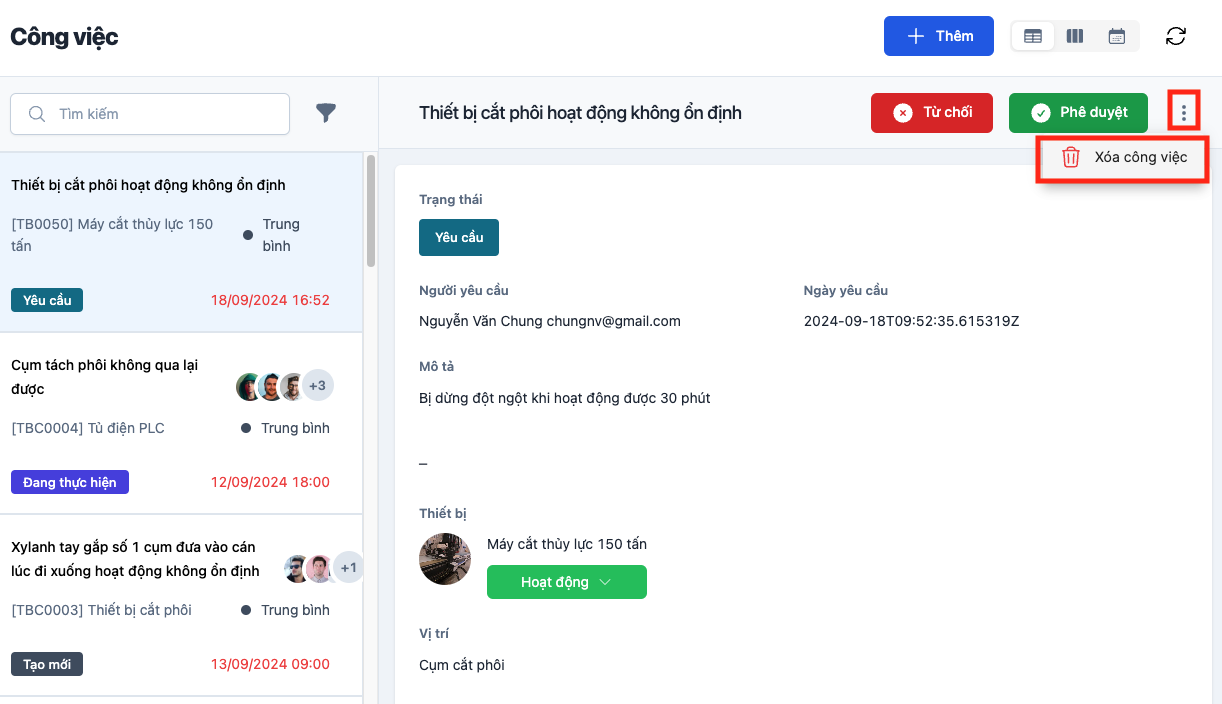 Công việc
Thêm
Tìm kiếm
Thiết bị cắt phôi hoạt động không ổn định
[TB0050] Máy cắt thủy lực 150
tấn
Trung
bình
Yêu cầu
18/09/2024 16:52
Cụm tách phôi không qua lại
được
+3
[TBC0004] Tủ điện PLC
Trung bình
Đang thực hiện
12/09/2024 18:00
Xylanh tay gắp số 1 cụm đưa vào cán
lúc đi xuống hoạt động không ổn định
+1
[TBC0003] Thiết bị cắt phôi
Trung bình
Tạo mới
13/09/2024 09:00
Thiết bị cắt phôi hoạt động không ổn định
Từ chối
Phê duyệt
Xóa công việc
Trạng thái
Yêu cầu
Người yêu cầu
Nguyễn Văn Chung chungnv@gmail.com
Ngày yêu cầu
2024-09-18T09:52:35.615319Z
Mô tả
Bị dừng đột ngột khi hoạt động được 30 phút
–
Thiết bị
Máy cắt thủy lực 150 tấn
Hoạt động
Vị trí
Cụm cắt phôi